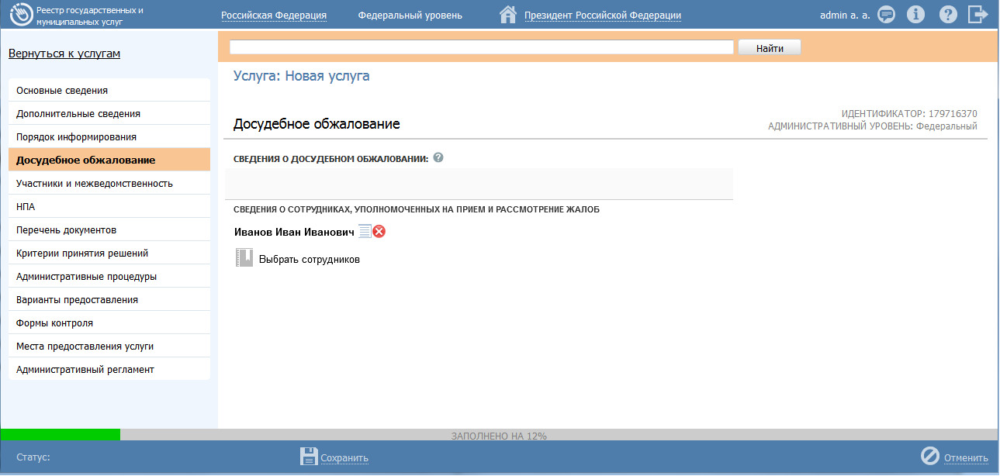 Реестр государственных и
муниципальных услуг
Российская Федерация
Федеральный уровень
Президент Российской Федерации
admin a. a.
Вернуться к услугам
Найти
Основные сведения
Дополнительные сведения
Порядок информирования
Досудебное обжалование
Участники и межведомственность
НПА
Перечень документов
Критерии принятия решений
Административные процедуры
Варианты предоставления
Формы контроля
Места предоставления услуги
Административный регламент
Услуга: Новая услуга
Досудебное обжалование
ИДЕНТИФИКАТОР: 179716370
АДМИНИСТРАТИВНЫЙ УРОВЕНЬ: Федеральный
СВЕДЕНИЯ О ДОСУДЕБНОМ ОБЖАЛОВАНИИ: ?
СВЕДЕНИЯ О СОТРУДНИКАХ, УПОЛНОМОЧЕННЫХ НА ПРИЕМ И РАССМОТРЕНИЕ ЖАЛОБ
Иванов Иван Иванович
Выбрать сотрудников
ЗАПОЛНЕНО НА 12%
Статус:
Сохранить
Отменить